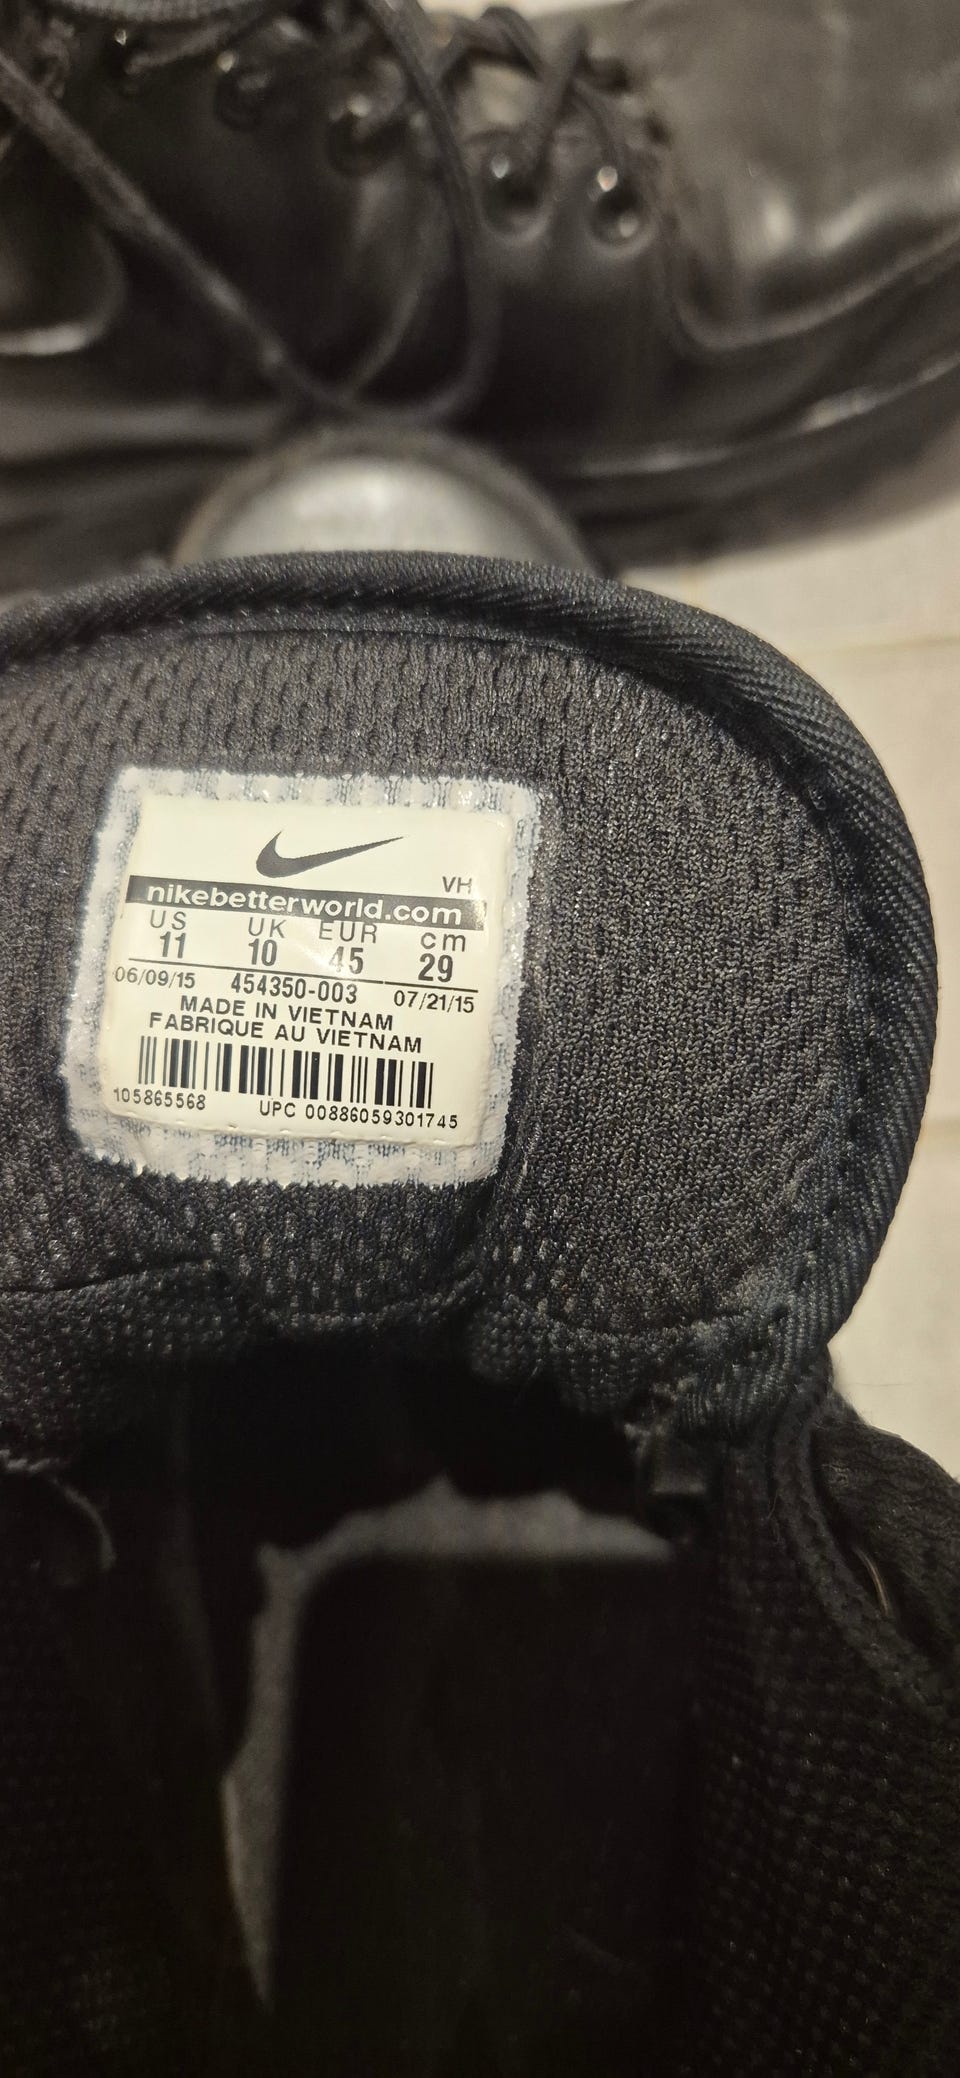 VH
nikebetterworld.com
US UK EUR cm
11 10 45 29
06/09/15 454350-003 07/21/15
MADE IN VIETNAM
FABRIQUE AU VIETNAM
105865568 UPC 00886059301745